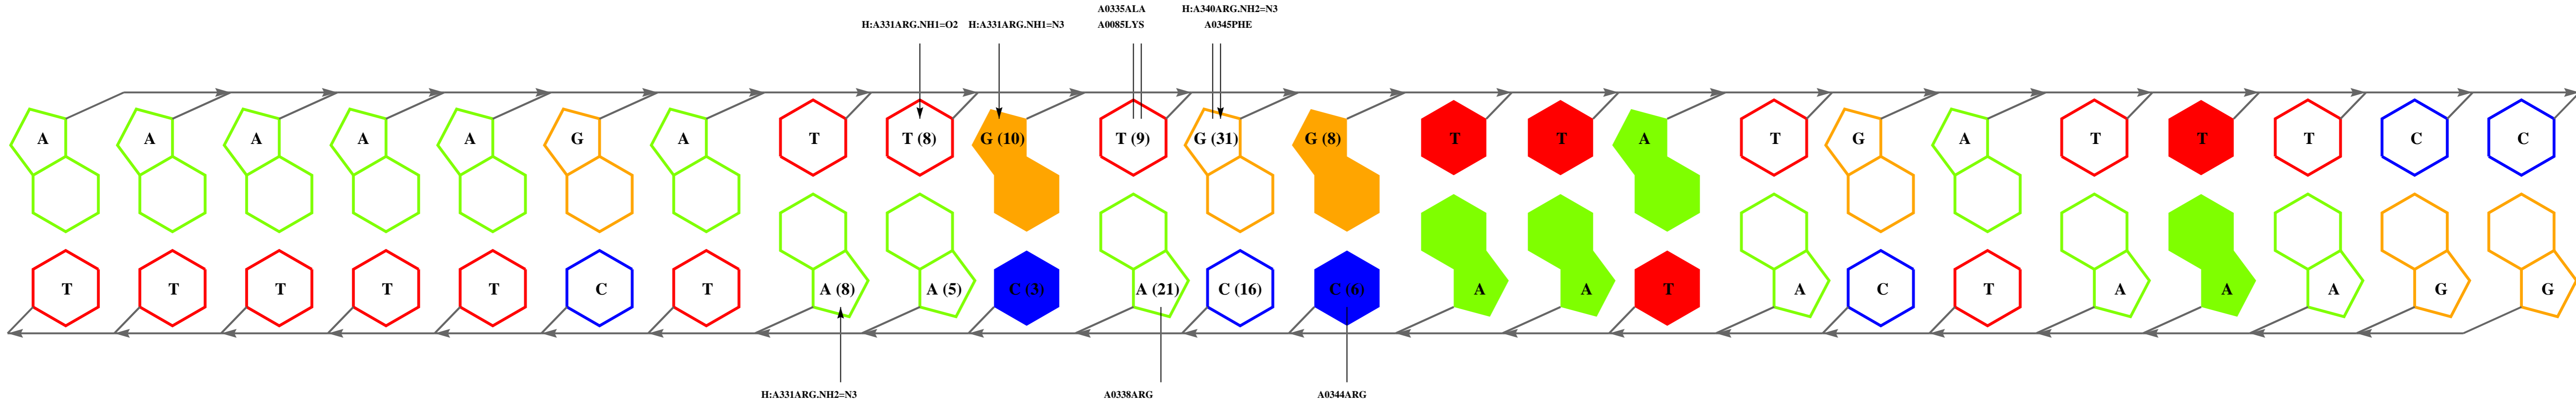 A0335ALA H:A340ARG.NH2=N3
H:A331ARG.NH1=O2 H:A331ARG.NH1=N3 A0085LYS A0345PHE
A A A A A G A T T (8) G (10) T (9) G (31) G (8) T T A T G A T T T C C
T T T T T C T A (8) A (5) C (3) A (21) C (16) C (6) A A T A C T A A A G G
H:A331ARG.NH2=N3 A0338ARG A0344ARG